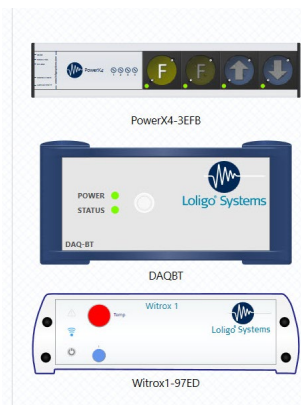 PowerX4
F
F
PowerX4-3EFB
POWER
STATUS
Loligo® Systems
DAQ-BT
DAQBT
Witrox 1
Temp.
Loligo® Systems
Witrox1-97ED